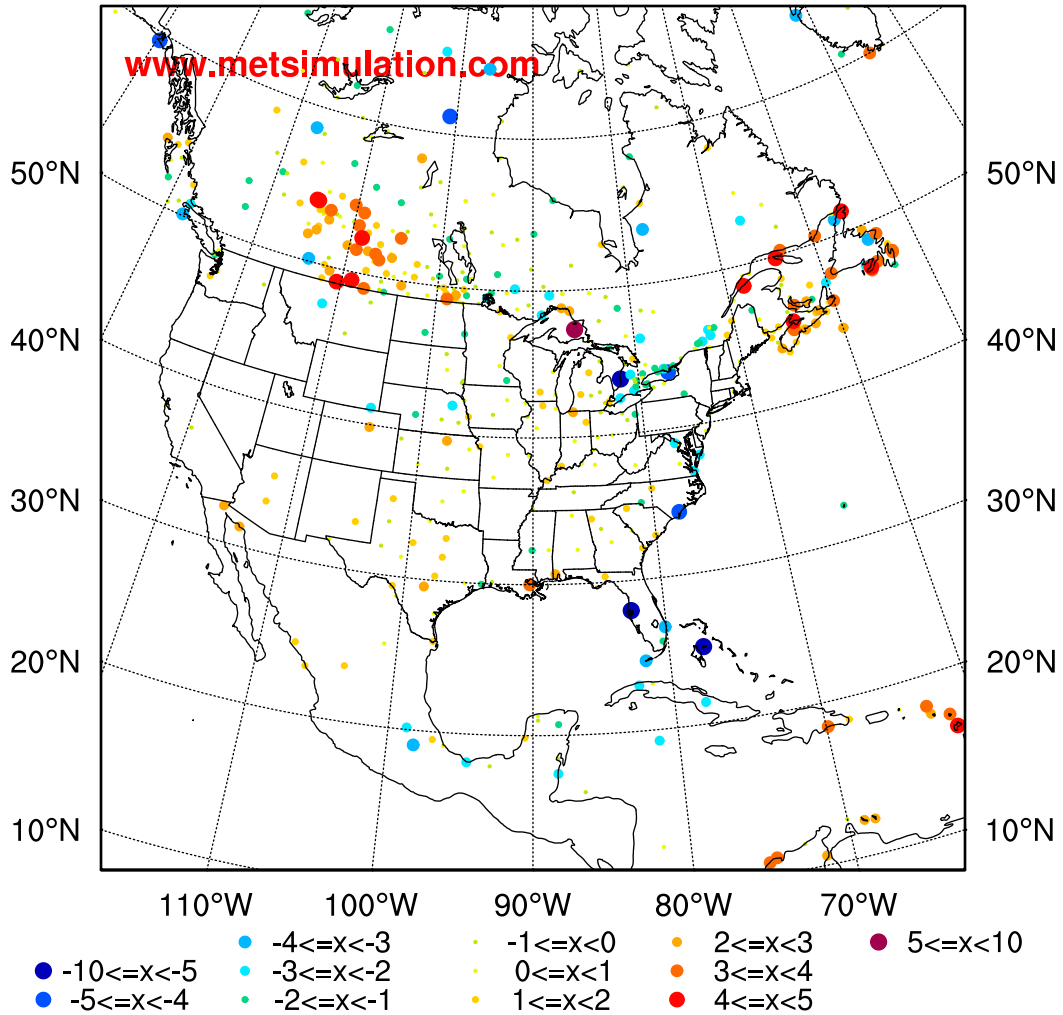 www.metsimulation.com
50°N 50°N
40°N 40°N
30°N 30°N
20°N 20°N
10°N 10°N
110°W 100°W 90°W 80°W 70°W
-4<=x<-3 -1<=x<0 2<=x<3 5<=x<10
-10<=x<-5 -3<=x<-2 0<=x<1 3<=x<4
-5<=x<-4 -2<=x<-1 1<=x<2 4<=x<5